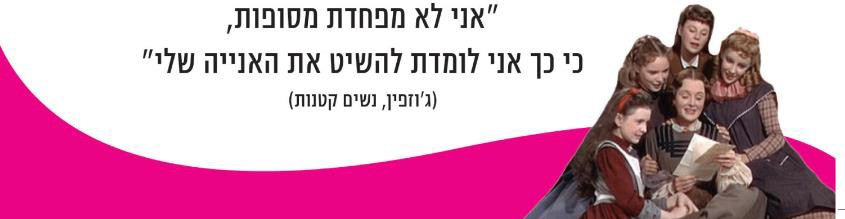 "אני לא מפחדת מסופות,
כי כך אני לומדת להשיט את האנייה שלי"
(ג'וזפין, נשים קטנות)